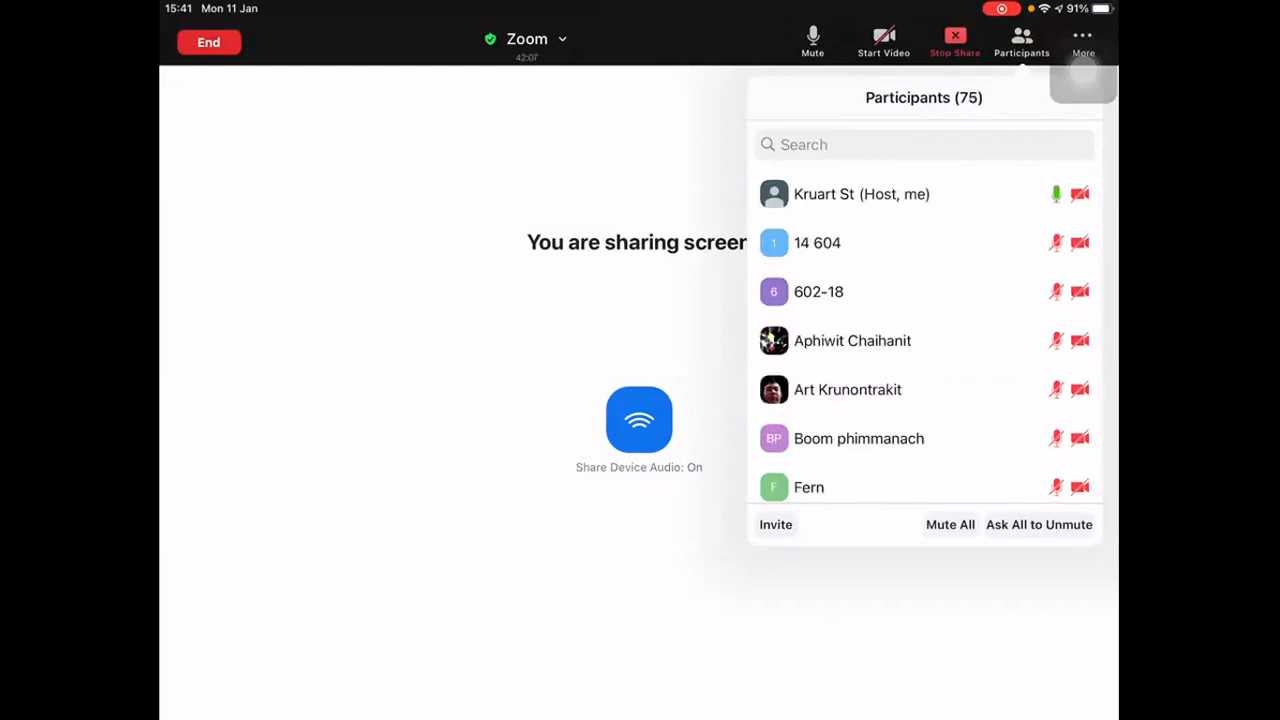 15:41 Mon 11 Jan
91%
End
Zoom
42:07
Mute
Start Video
Stop Share
Participants
More
Participants (75)
Search
Kruart St (Host, me)
1 14 604
6 602-18
Aphiwit Chaihanit
Art Krunontrakit
BP Boom phimmanach
F Fern
Invite
Mute All
Ask All to Unmute
You are sharing screen
Share Device Audio: On